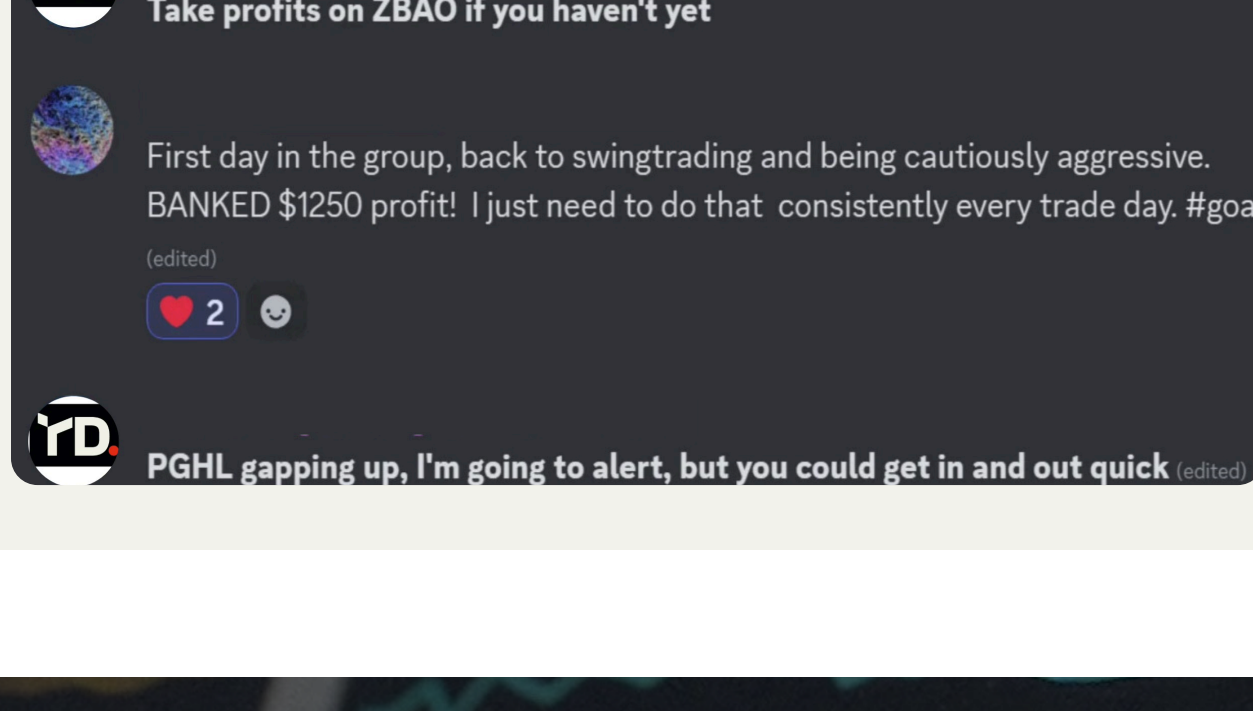 Take profits on ZBAO if you haven't yet
First day in the group, back to swingtrading and being cautiously aggressive.
BANKED $1250 profit! I just need to do that consistently every trade day. #goa
(edited)
2
YD.
PGHL gapping up, I'm going to alert, but you could get in and out quick (edited)